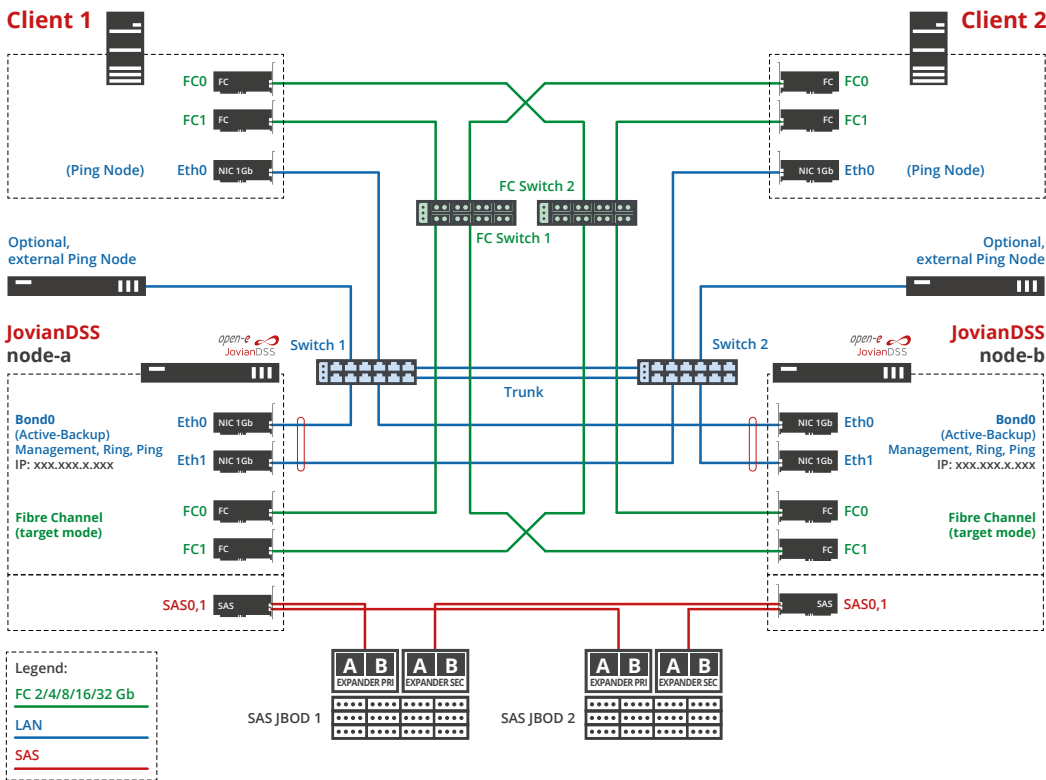 Client 1
Client 2
FC0
FC
FC
FC0
FC1
FC
FC
FC1
(Ping Node)
Eth0
NIC 1Gb
NIC 1Gb
Eth0
(Ping Node)
FC Switch 2
FC Switch 1
Optional,
external Ping Node
Optional,
external Ping Node
JovianDSS
node-a
open-e
JovianDSS
Switch 1
Switch 2
open-e
JovianDSS
JovianDSS
node-b
Trunk
Bond0
(Active-Backup)
Management, Ring, Ping
IP: xxx.xxx.x.xxx
Eth0
NIC 1Gb
Eth1
NIC 1Gb
NIC 1Gb
Eth0
NIC 1Gb
Eth1
Bond0
(Active-Backup)
Management, Ring, Ping
IP: xxx.xxx.x.xxx
Fibre Channel
(target mode)
FC0
FC
FC1
FC
FC
FC0
FC
FC1
Fibre Channel
(target mode)
SAS0,1
SAS
SAS
SAS0,1
A B
EXPANDER PRI
A B
EXPANDER SEC
A B
EXPANDER PRI
A B
EXPANDER SEC
SAS JBOD 1
SAS JBOD 2
Legend:
FC 2/4/8/16/32 Gb
LAN
SAS